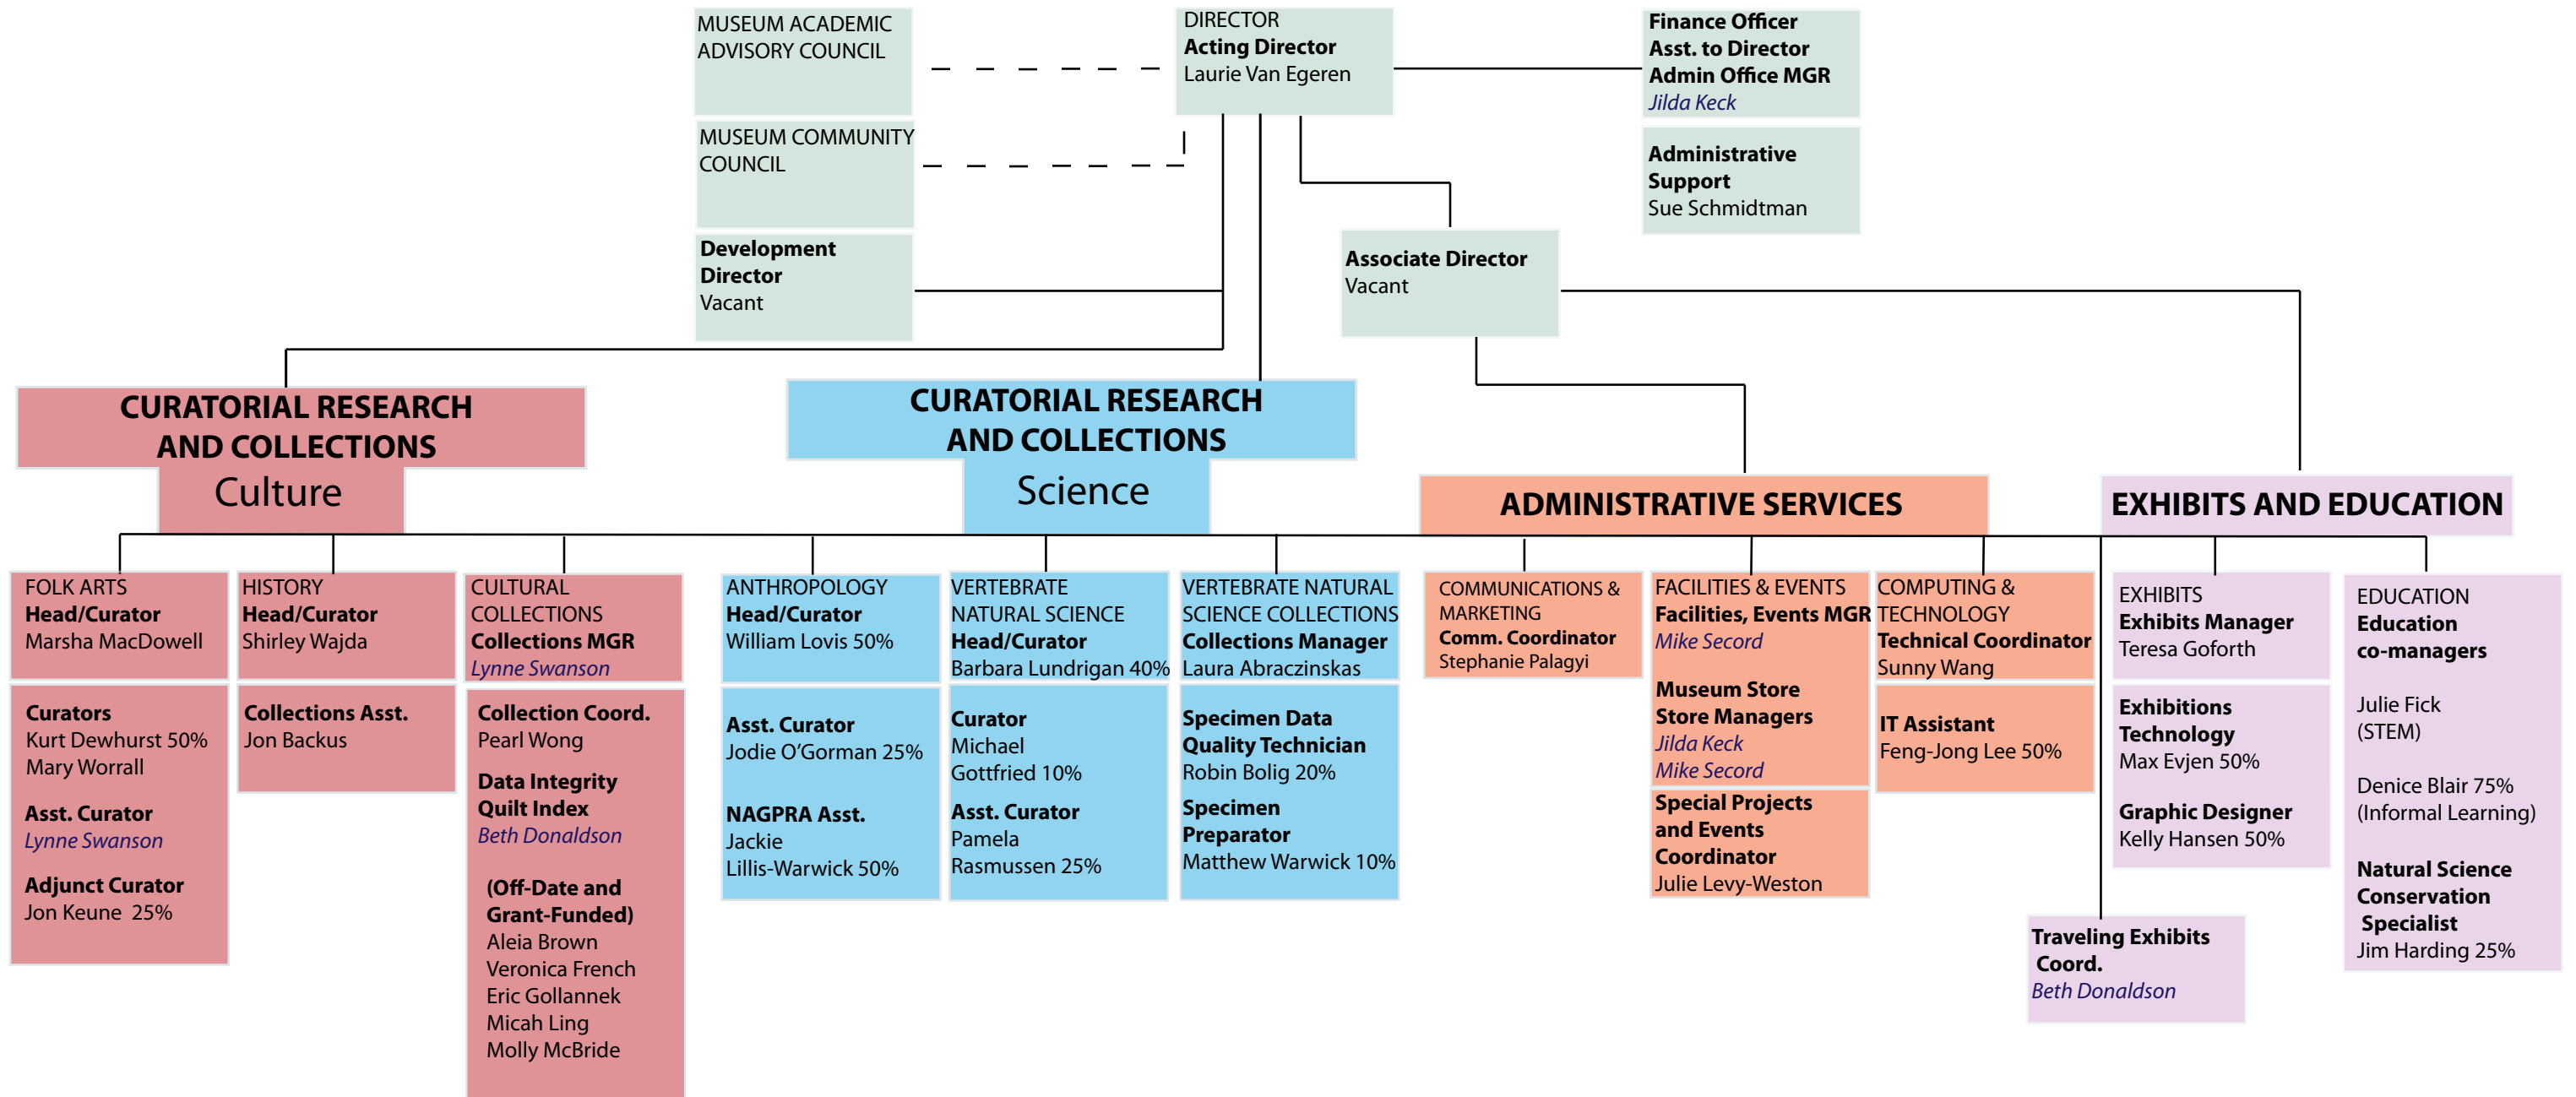 MUSEUM ACADEMIC
ADVISORY COUNCIL
DIRECTOR
Acting Director
Laurie Van Egeren
Finance Officer
Asst. to Director
Admin Office MGR
Jilda Keck
MUSEUM COMMUNITY
COUNCIL
Administrative
Support
Sue Schmidtman
Development
Director
Vacant
Associate Director
Vacant
CURATORIAL RESEARCH
AND COLLECTIONS
Culture
CURATORIAL RESEARCH
AND COLLECTIONS
Science
ADMINISTRATIVE SERVICES
EXHIBITS AND EDUCATION
FOLK ARTS
Head/Curator
Marsha MacDowell
Curators
Kurt Dewhurst 50%
Mary Worrall
Asst. Curator
Lynne Swanson
Adjunct Curator
Jon Keune 25%
HISTORY
Head/Curator
Shirley Wajda
Collections Asst.
Jon Backus
CULTURAL
COLLECTIONS
Collections MGR
Lynne Swanson
Collection Coord.
Pearl Wong
Data Integrity
Quilt Index
Beth Donaldson
(Off-Date and
Grant-Funded)
Aleia Brown
Veronica French
Eric Gollannek
Micah Ling
Molly McBride
ANTHROPOLOGY
Head/Curator
William Lovis 50%
Asst. Curator
Jodie O’Gorman 25%
NAGPRA Asst.
Jackie
Lillis-Warwick 50%
VERTEBRATE
NATURAL SCIENCE
Head/Curator
Barbara Lundrigan 40%
Curator
Michael
Gottfried 10%
Asst. Curator
Pamela
Rasmussen 25%
VERTEBRATE NATURAL
SCIENCE COLLECTIONS
Collections Manager
Laura Abraczinskas
Specimen Data
Quality Technician
Robin Bolig 20%
Specimen
Preparator
Matthew Warwick 10%
COMMUNICATIONS &
MARKETING
Comm. Coordinator
Stephanie Palagyi
FACILITIES & EVENTS
Facilities, Events MGR
Mike Secord
Museum Store
Store Managers
Jilda Keck
Mike Secord
Special Projects
and Events
Coordinator
Julie Levy-Weston
COMPUTING &
TECHNOLOGY
Technical Coordinator
Sunny Wang
IT Assistant
Feng-Jong Lee 50%
EXHIBITS
Exhibits Manager
Teresa Goforth
Exhibitions
Technology
Max Evjen 50%
Graphic Designer
Kelly Hansen 50%
Traveling Exhibits
Coord.
Beth Donaldson
EDUCATION
Education
co-managers
Julie Fick
(STEM)
Denice Blair 75%
(Informal Learning)
Natural Science
Conservation
Specialist
Jim Harding 25%